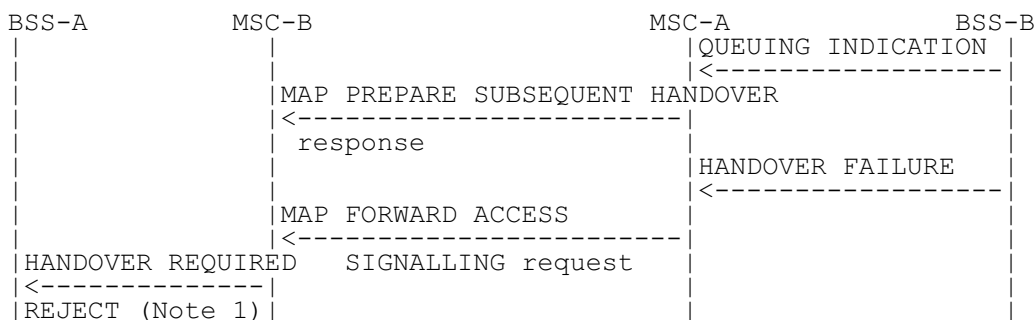 BSS-A MSC-B MSC-A BSS-B
QUEUING INDICATION
MAP PREPARE SUBSEQUENT HANDOVER
response
HANDOVER FAILURE
MAP FORWARD ACCESS
HANDOVER REQUIRED SIGNALLING request
REJECT (Note 1)